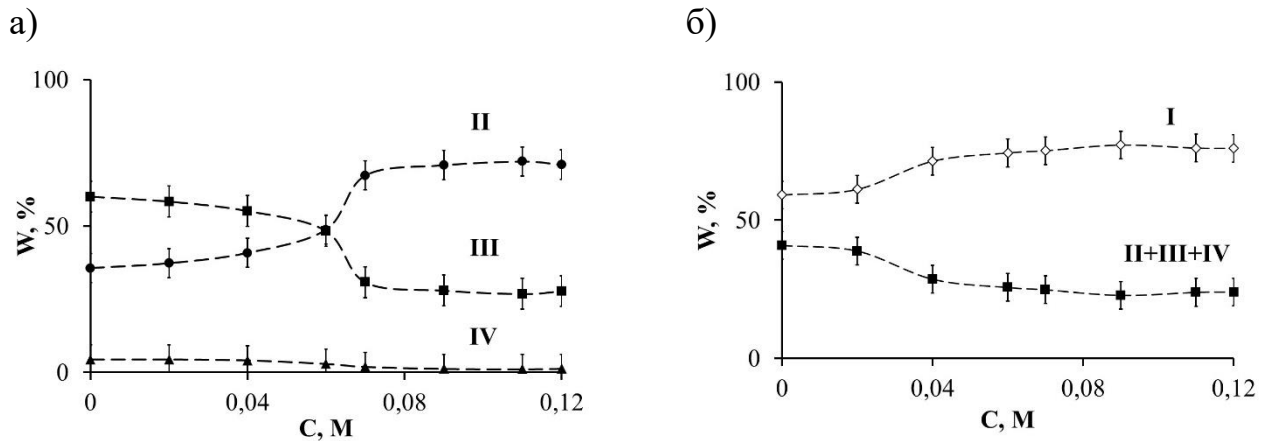 а)
100
II
W, %
50
III
IV
0
0 0,04 0,08 0,12
C, M
б)
100
I
W, %
50
II+III+IV
0
0 0,04 0,08 0,12
C, M